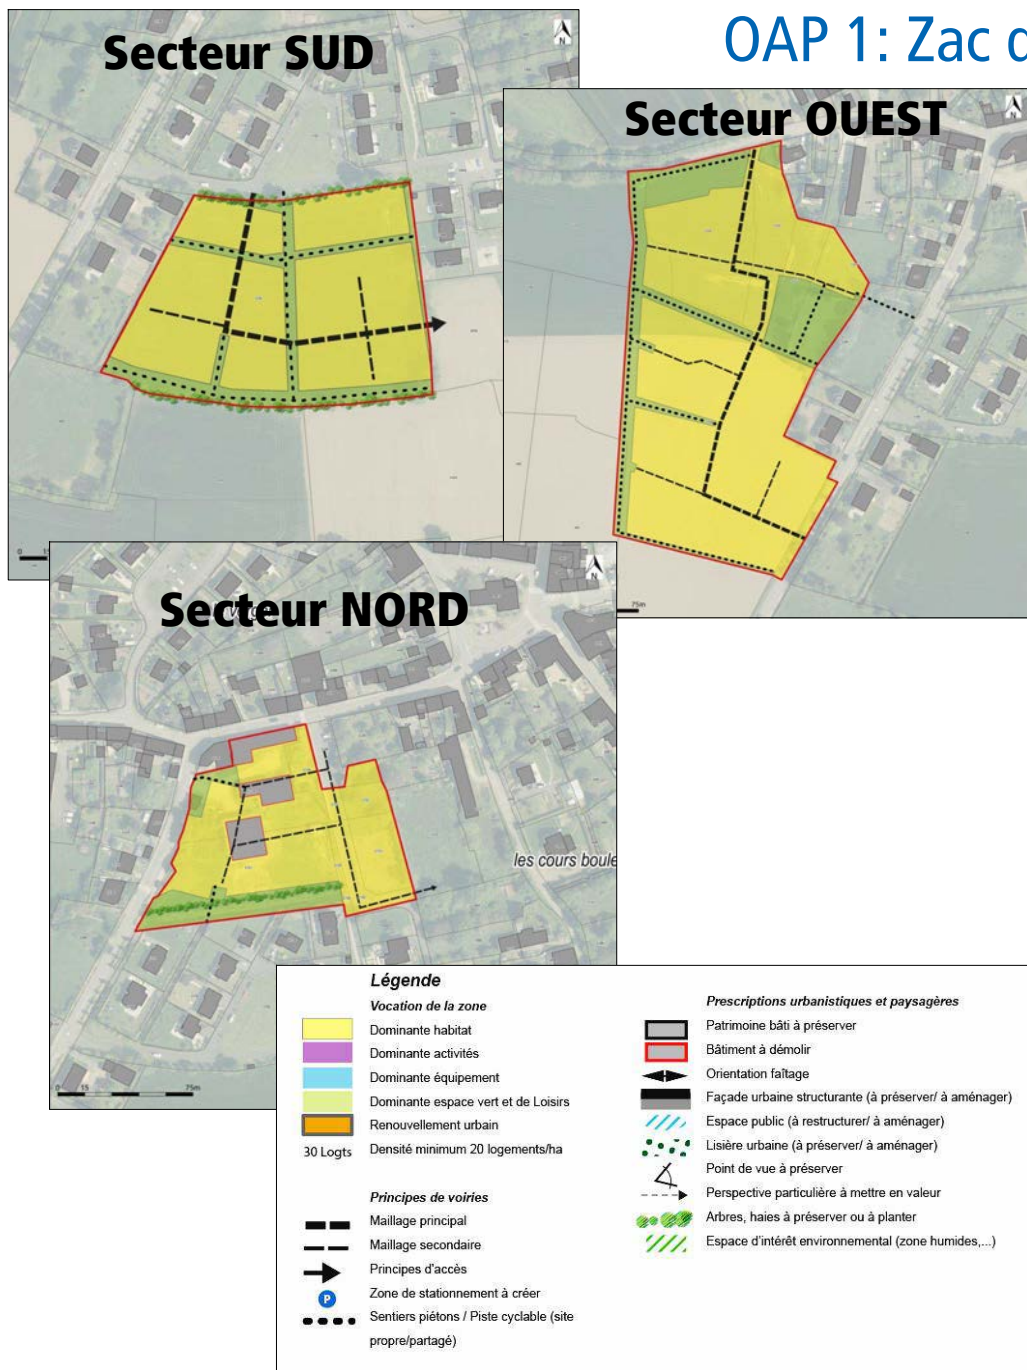 OAP 1: Zac d
Secteur SUD
N
Secteur OUEST
N
75m
Secteur NORD
N
les cours boule
0 15 75m
Légende
Vocation de la zone
Dominante habitat
Dominante activités
Dominante équipement
Dominante espace vert et de Loisirs
Renouvellement urbain
30 Logts Densité minimum 20 logements/ha
Principes de voiries
Maillage principal
Maillage secondaire
Principes d'accès
P Zone de stationnement à créer
Sentiers piétons / Piste cyclable (site
propre/partagé)
Prescriptions urbanistiques et paysagères
Patrimoine bâti à préserver
Bâtiment à démolir
Orientation faîtage
Façade urbaine structurante (à préserver/ à aménager)
Espace public (à restructurer/ à aménager)
Lisière urbaine (à préserver/ à aménager)
Point de vue à préserver
Perspective particulière à mettre en valeur
Arbres, haies à préserver ou à planter
Espace d'intérêt environnemental (zone humides,...)